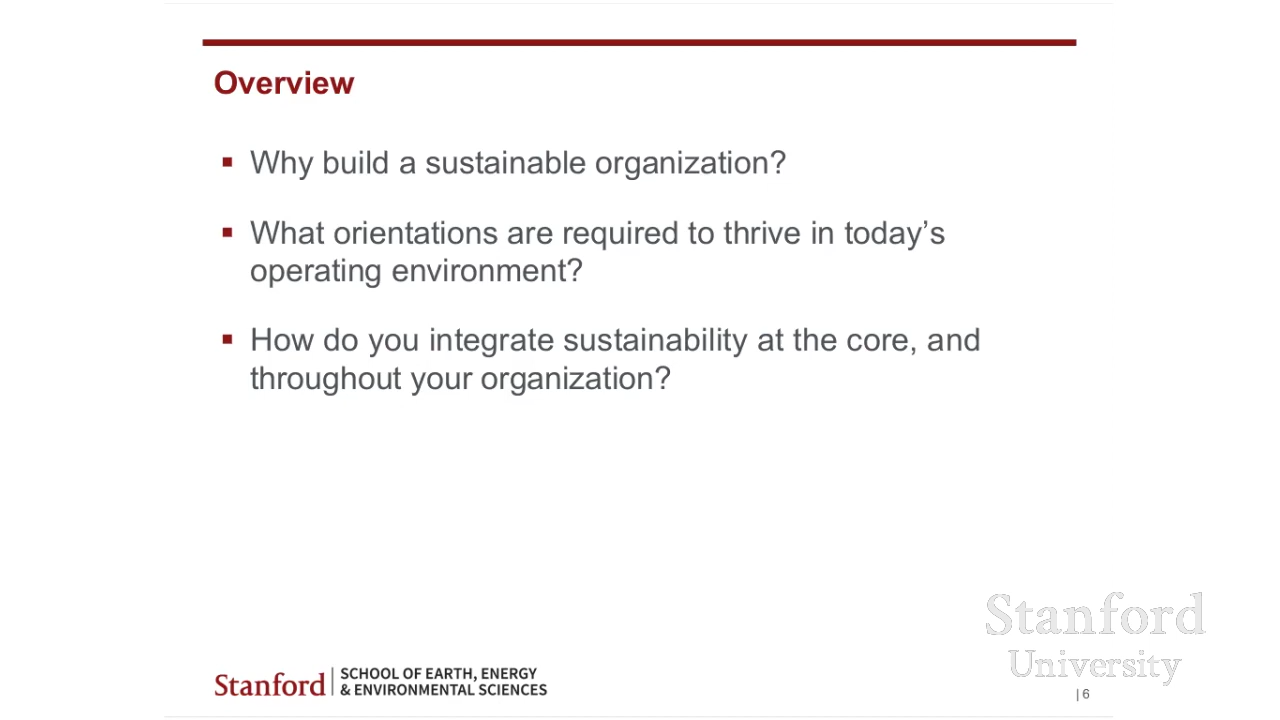 Overview
▪ Why build a sustainable organization?
▪ What orientations are required to thrive in today’s
operating environment?
▪ How do you integrate sustainability at the core, and
throughout your organization?
Stanford
University
Stanford | SCHOOL OF EARTH, ENERGY
& ENVIRONMENTAL SCIENCES
| 6